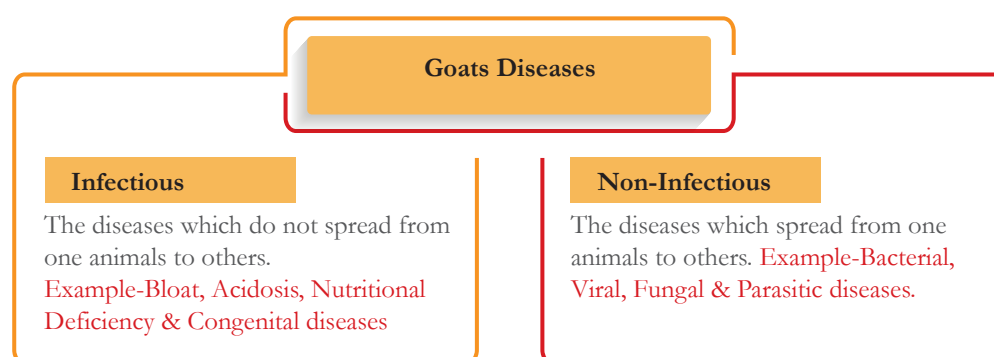 Goats Diseases
Infectious
The diseases which do not spread from
one animals to others.
Example-Bloat, Acidosis, Nutritional
Deficiency & Congenital diseases
Non-Infectious
The diseases which spread from one
animals to others. Example-Bacterial,
Viral, Fungal & Parasitic diseases.